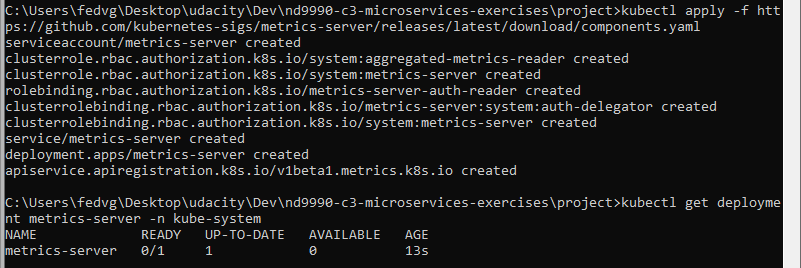 C:\Users\fedvg\Desktop\udacity\Dev\nd9990-c3-microservices-exercises\project>kubectl apply -f htt
ps://github.com/kubernetes-sigs/metrics-server/releases/latest/download/components.yaml
serviceaccount/metrics-server created
clusterrole.rbac.authorization.k8s.io/system:aggregated-metrics-reader created
clusterrole.rbac.authorization.k8s.io/system:metrics-server created
rolebinding.rbac.authorization.k8s.io/metrics-server-auth-reader created
clusterrolebinding.rbac.authorization.k8s.io/metrics-server:system:auth-delegator created
clusterrolebinding.rbac.authorization.k8s.io/system:metrics-server created
service/metrics-server created
deployment.apps/metrics-server created
apiservice.apiregistration.k8s.io/v1beta1.metrics.k8s.io created
C:\Users\fedvg\Desktop\udacity\Dev\nd9990-c3-microservices-exercises\project>kubectl get deployme
nt metrics-server -n kube-system
NAME READY UP-TO-DATE AVAILABLE AGE
metrics-server 0/1 1 0 13s